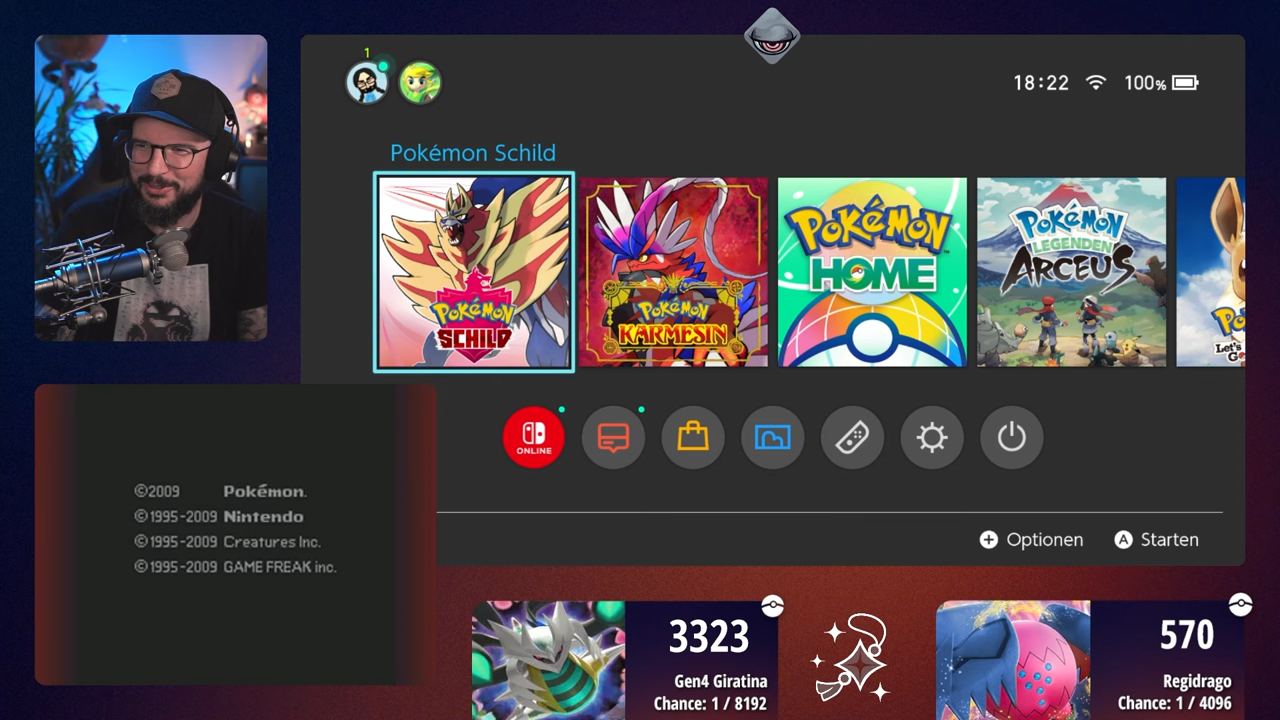 1
18:22
100%
Pokémon Schild
POKÉMON
SCHILD
POKÉMON
KARMESIN
POKÉMON
HOME
POKÉMON
LEGENDEN
ARCEUS
Let's
ONLINE
Optionen
A Starten
©2009 Pokémon.
©1995-2009 Nintendo
©1995-2009 Creatures Inc.
©1995-2009 GAME FREAK inc.
3323
Gen4 Giratina
Chance: 1 / 8192
570
Regidrago
Chance: 1 / 4096